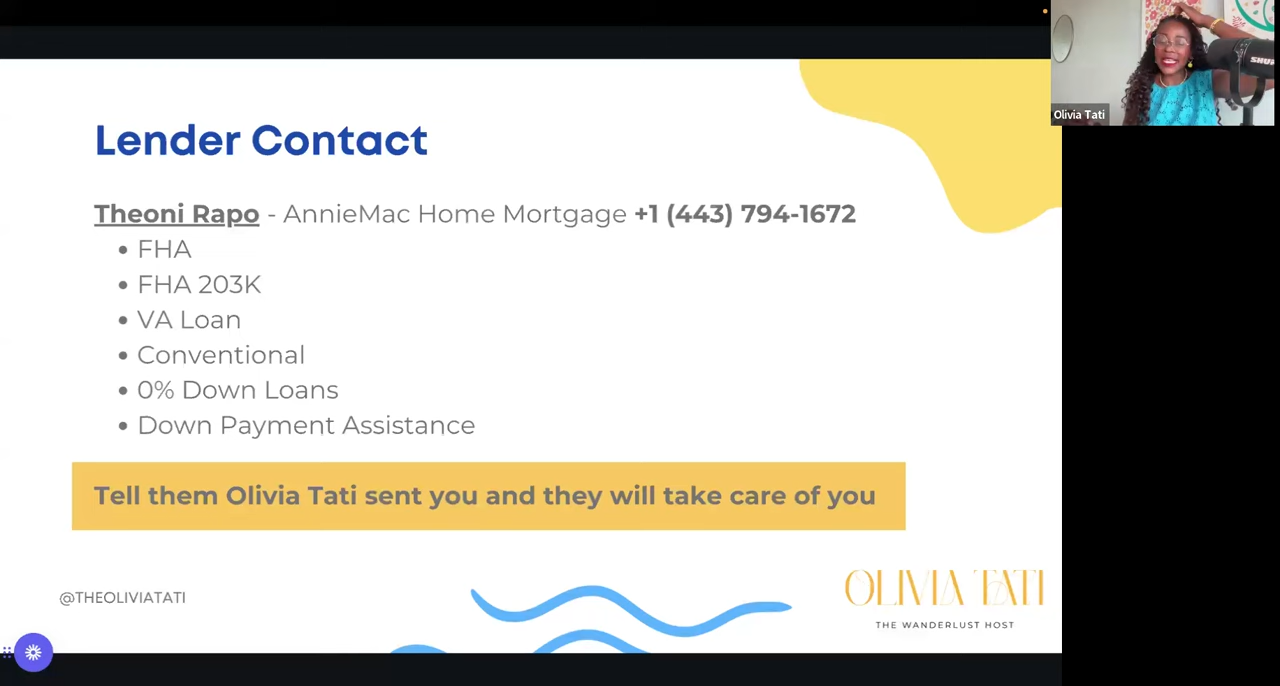 Lender Contact
Theoni Rapo - AnnieMac Home Mortgage +1 (443) 794-1672
• FHA
• FHA 203K
• VA Loan
• Conventional
• 0% Down Loans
• Down Payment Assistance
Tell them Olivia Tati sent you and they will take care of you
@THEOLIVIATATI
OLIVIA TATI
THE WANDERLUST HOST
Olivia Tati
SHURE